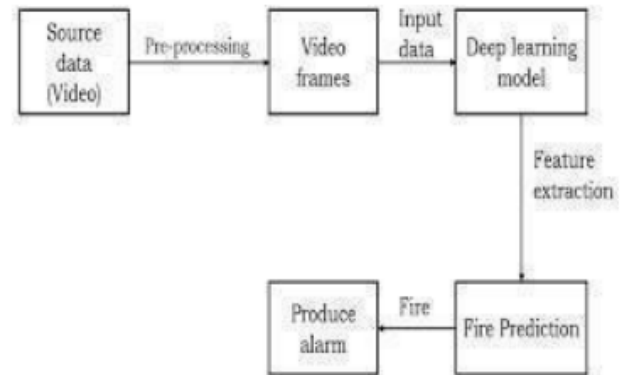 Source
data
(Video)
Pre-processing
Video
frames
Input
data
Deep learning
model
Feature
extraction
Fire Prediction
Fire
Produce
alarm